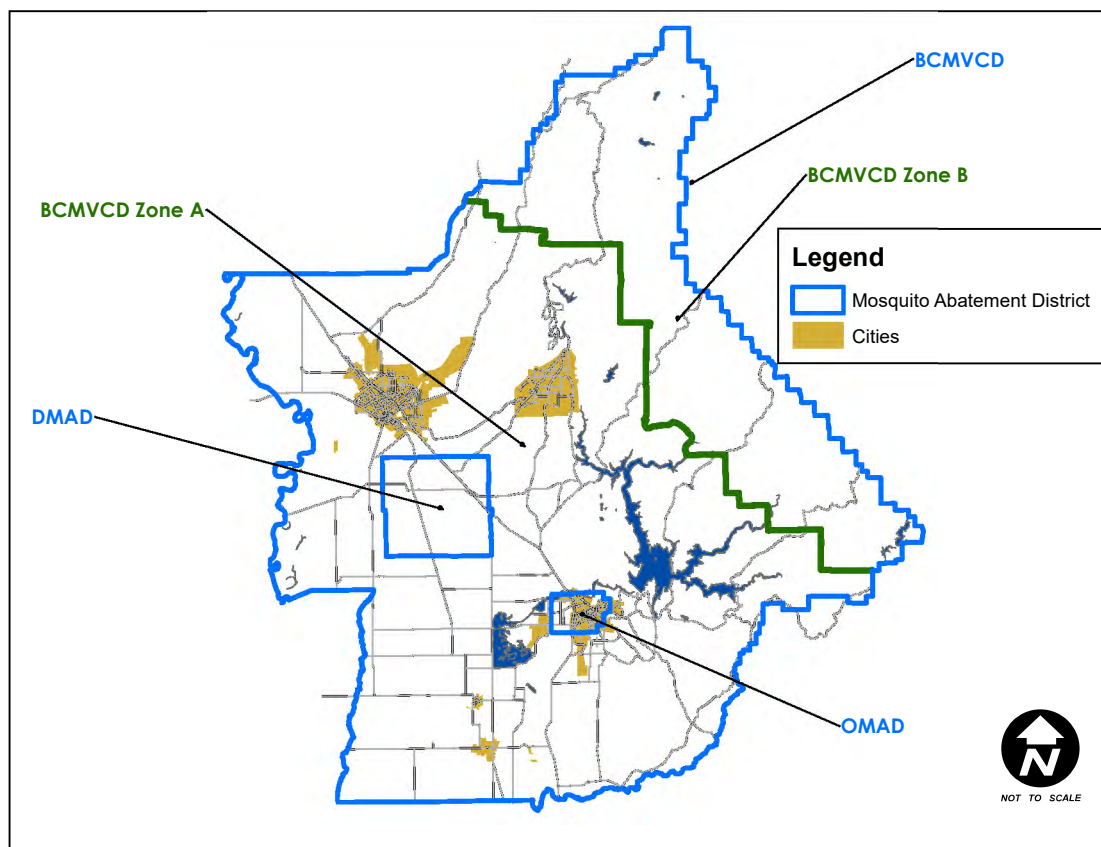 BCMVCD
BCMVCD Zone B
BCMVCD Zone A
Legend
Mosquito Abatement District
Cities
DMAD
OMAD
N
NOT TO SCALE